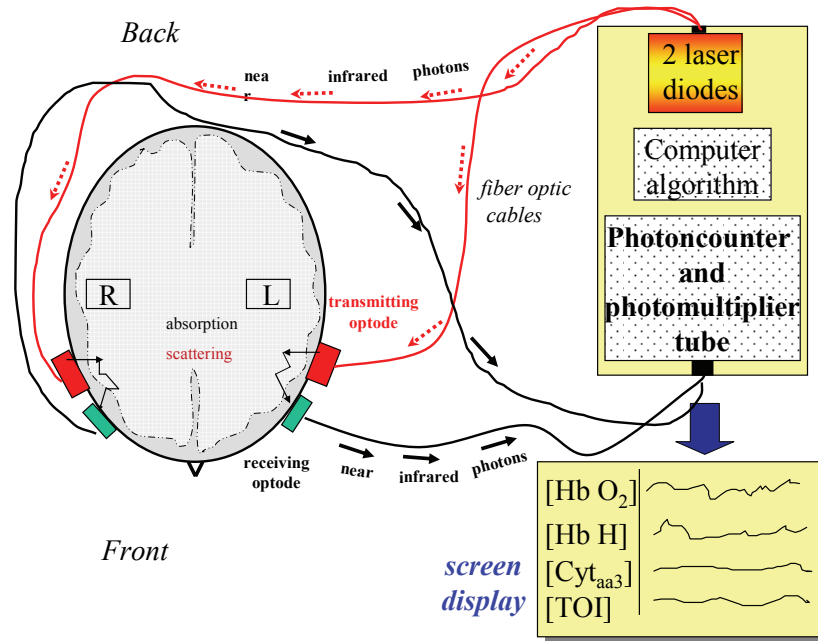 Back
near infrared photons
2 laser
diodes
Computer
algorithm
fiber optic
cables
Photoncounter
and
photomultiplier
tube
R
L
transmitting
optode
absorption
scattering
receiving
optode
near infrared photons
Front
screen
display
[Hb O₂]
[Hb H]
[Cytₐₐ₃]
[TOI]